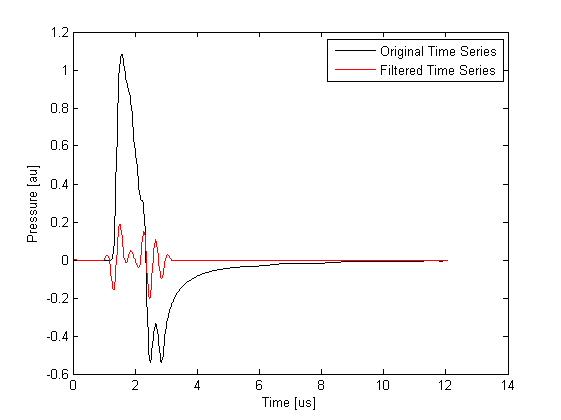 Original Time Series
Filtered Time Series
1.2
1
0.8
0.6
0.4
0.2
0
-0.2
-0.4
-0.6
Pressure [au]
0 2 4 6 8 10 12 14
Time [us]